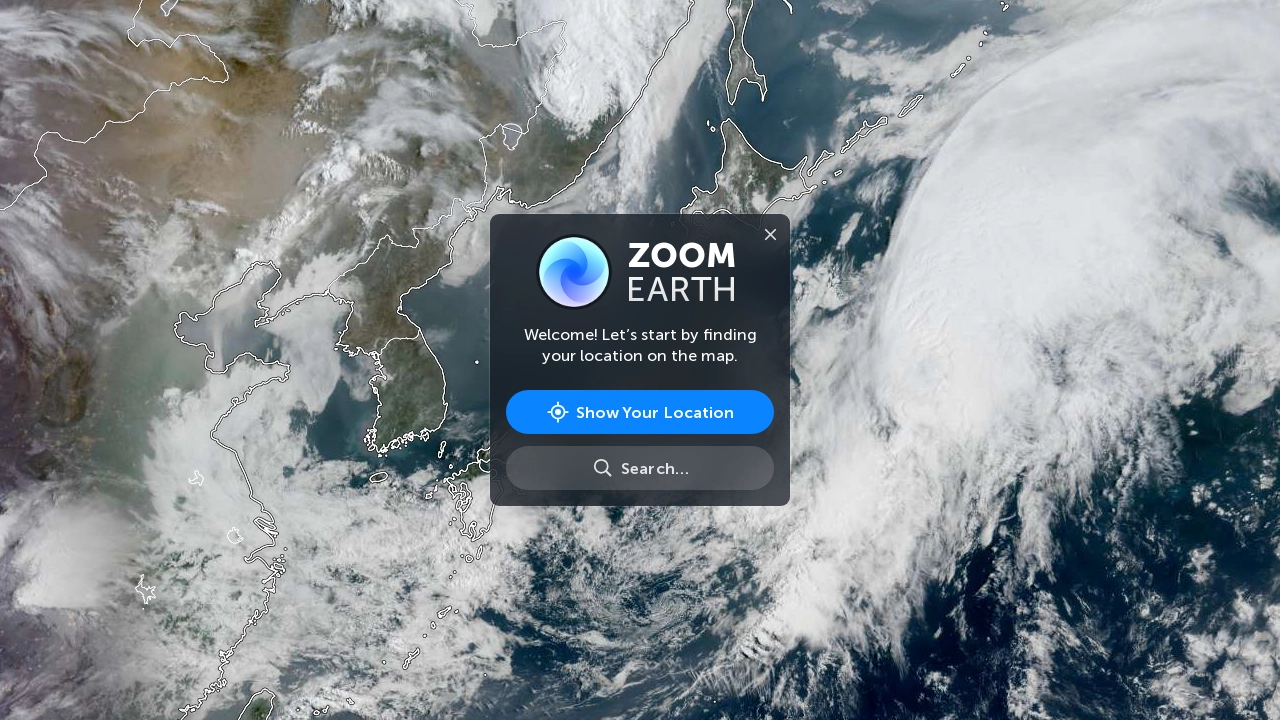 ZOOM
EARTH
Welcome! Let’s start by finding
your location on the map.
Show Your Location
Search...